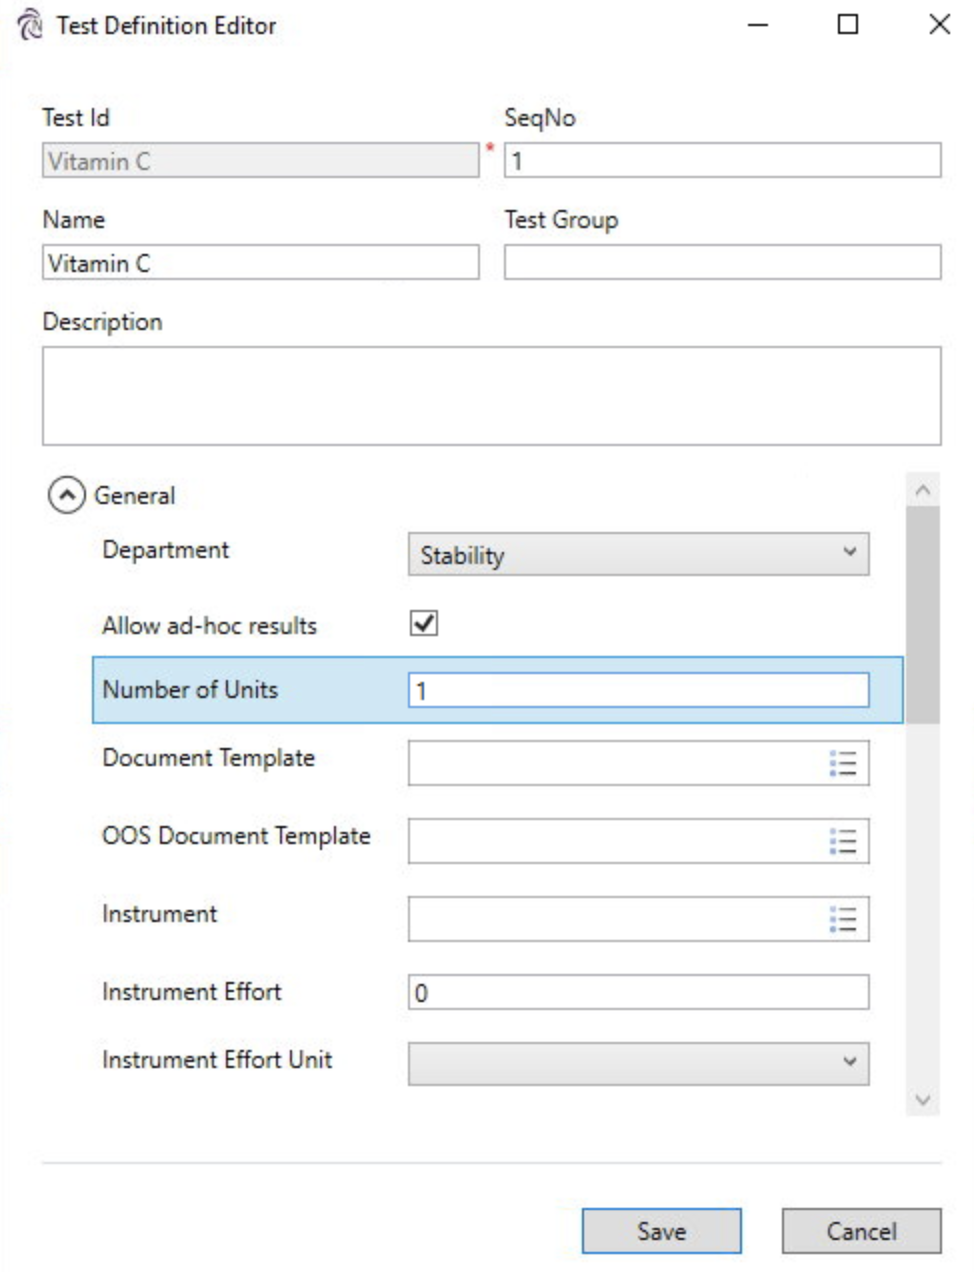 Test Definition Editor
Test Id
SeqNo
Vitamin C
*
1
Name
Test Group
Vitamin C
Description
General
Department
Stability
Allow ad-hoc results
Number of Units
1
Document Template
OOS Document Template
Instrument
Instrument Effort
0
Instrument Effort Unit
Save
Cancel